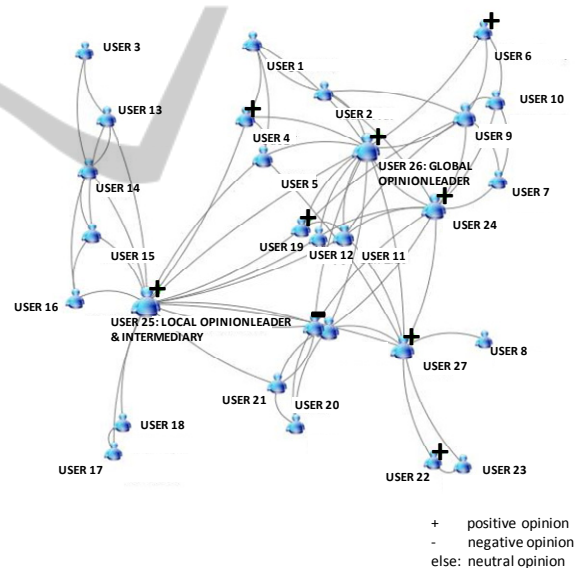 +
USER 3
USER 6
USER 1
USER 10
USER 13
+
USER 2
USER 9
USER 4
+
USER 26: GLOBAL
OPINIONLEADER
USER 14
USER 5
+
USER 7
+
USER 24
USER 19
USER 12
USER 11
USER 15
+
USER 16
USER 25: LOCAL OPINIONLEADER
& INTERMEDIARY
-
+
USER 8
USER 27
USER 21
USER 20
USER 18
USER 17
+
USER 22
USER 23
+ positive opinion
- negative opinion
else: neutral opinion